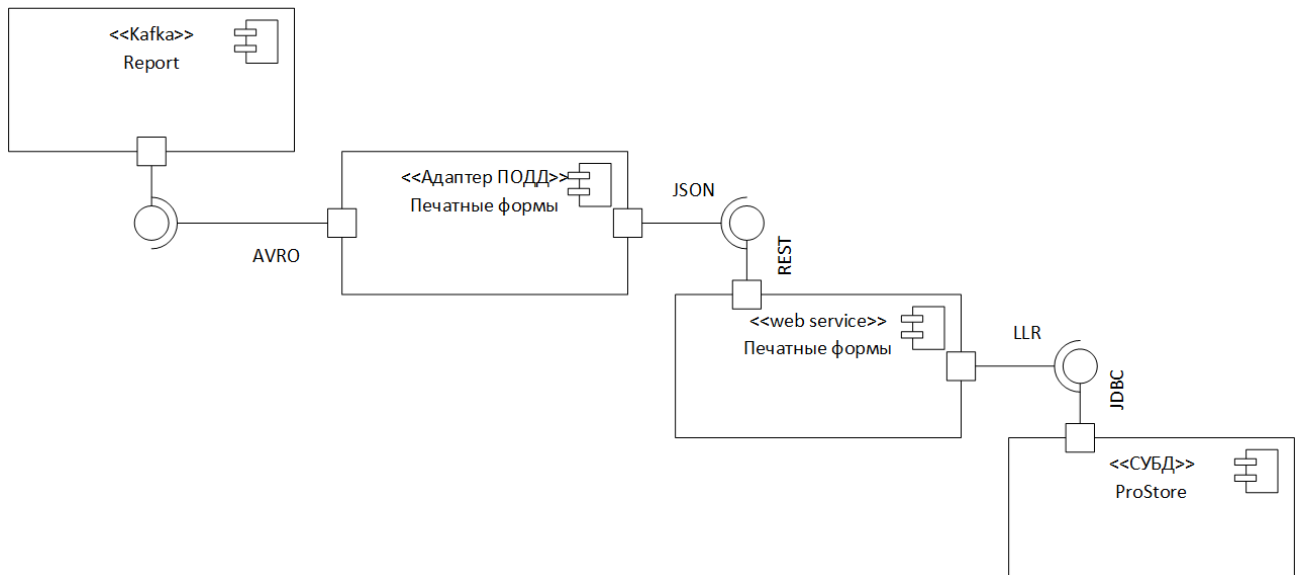 <<Kafka>>
Report
<<Адаптер ПОДД>>
Печатные формы
AVRO
JSON
REST
<<web service>>
Печатные формы
LLR
JDBC
<<СУБД>>
ProStore